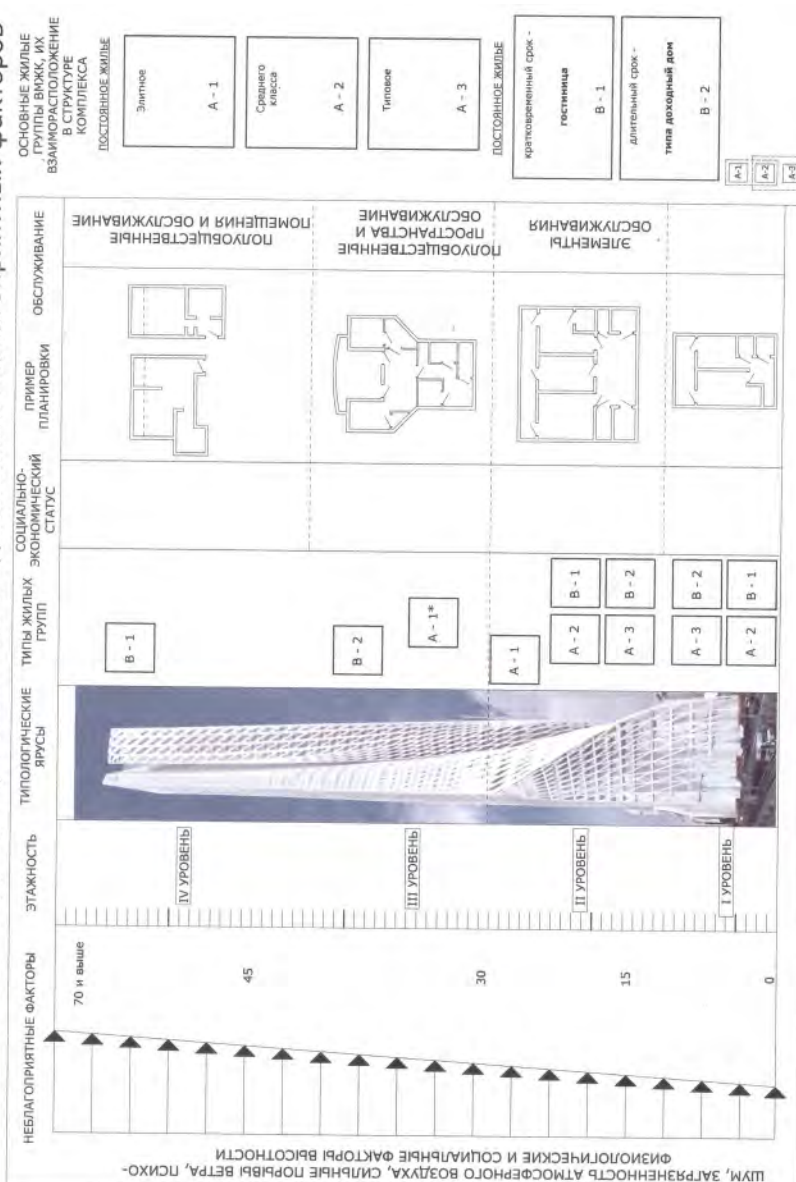 факторов
НЕБЛАГОПРИЯТНЫЕ ФАКТОРЫ
ЭТАЖНОСТЬ
ТИПОЛОГИЧЕСКИЕ
ЯРУСЫ
ТИПЫ ЖИЛЫХ
ГРУПП
СОЦИАЛЬНО-
ЭКОНОМИЧЕСКИЙ
СТАТУС
ПРИМЕР
ПЛАНИРОВКИ
ОБСЛУЖИВАНИЕ
ШУМ, ЗАГРЯЗНЕННОСТЬ АТМОСФЕРНОГО ВОЗДУХА, СИЛЬНЫЕ ПОРЫВЫ ВЕТРА, ПСИХО-
ФИЗИОЛОГИЧЕСКИЕ И СОЦИАЛЬНЫЕ ФАКТОРЫ ВЫСОТНОСТИ
70 и выше
45
30
15
0
IV УРОВЕНЬ
III УРОВЕНЬ
II УРОВЕНЬ
I УРОВЕНЬ
В - 1
В - 2
А - 1*
А - 1
А - 2
В - 1
А - 3
В - 2
А - 3
В - 2
А - 2
В - 1
ПОЛУОБЩЕСТВЕННЫЕ
ПОМЕЩЕНИЯ И ОБСЛУЖИВАНИЕ
ПОЛУОБЩЕСТВЕННЫЕ
ПРОСТРАНСТВА И
ОБСЛУЖИВАНИЕ
ЭЛЕМЕНТЫ
ОБСЛУЖИВАНИЯ
ОСНОВНЫЕ ЖИЛЫЕ
ГРУППЫ ВМЖК, ИХ
ВЗАИМОРАСПОЛОЖЕНИЕ
В СТРУКТУРЕ
КОМПЛЕКСА
ПОСТОЯННОЕ ЖИЛЬЕ
Элитное
А - 1
Среднего
класса
А - 2
Типовое
А - 3
ПОСТОЯННОЕ ЖИЛЬЕ
кратковременный срок -
гостиница
В - 1
длительный срок -
типа доходный дом
В - 2
А-1
А-2
А-3